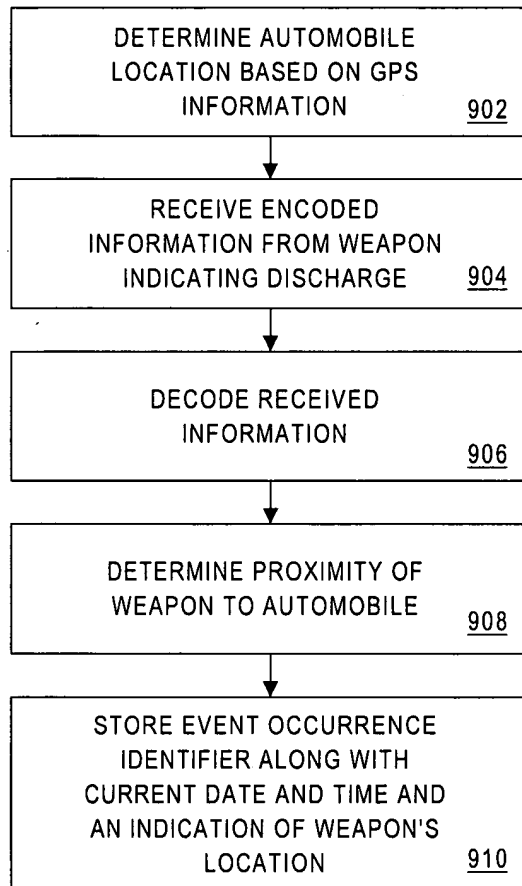 DETERMINE AUTOMOBILE
LOCATION BASED ON GPS
INFORMATION
902
RECEIVE ENCODED
INFORMATION FROM WEAPON
INDICATING DISCHARGE
904
DECODE RECEIVED
INFORMATION
906
DETERMINE PROXIMITY OF
WEAPON TO AUTOMOBILE
908
STORE EVENT OCCURRENCE
IDENTIFIER ALONG WITH
CURRENT DATE AND TIME AND
AN INDICATION OF WEAPON'S
LOCATION
910